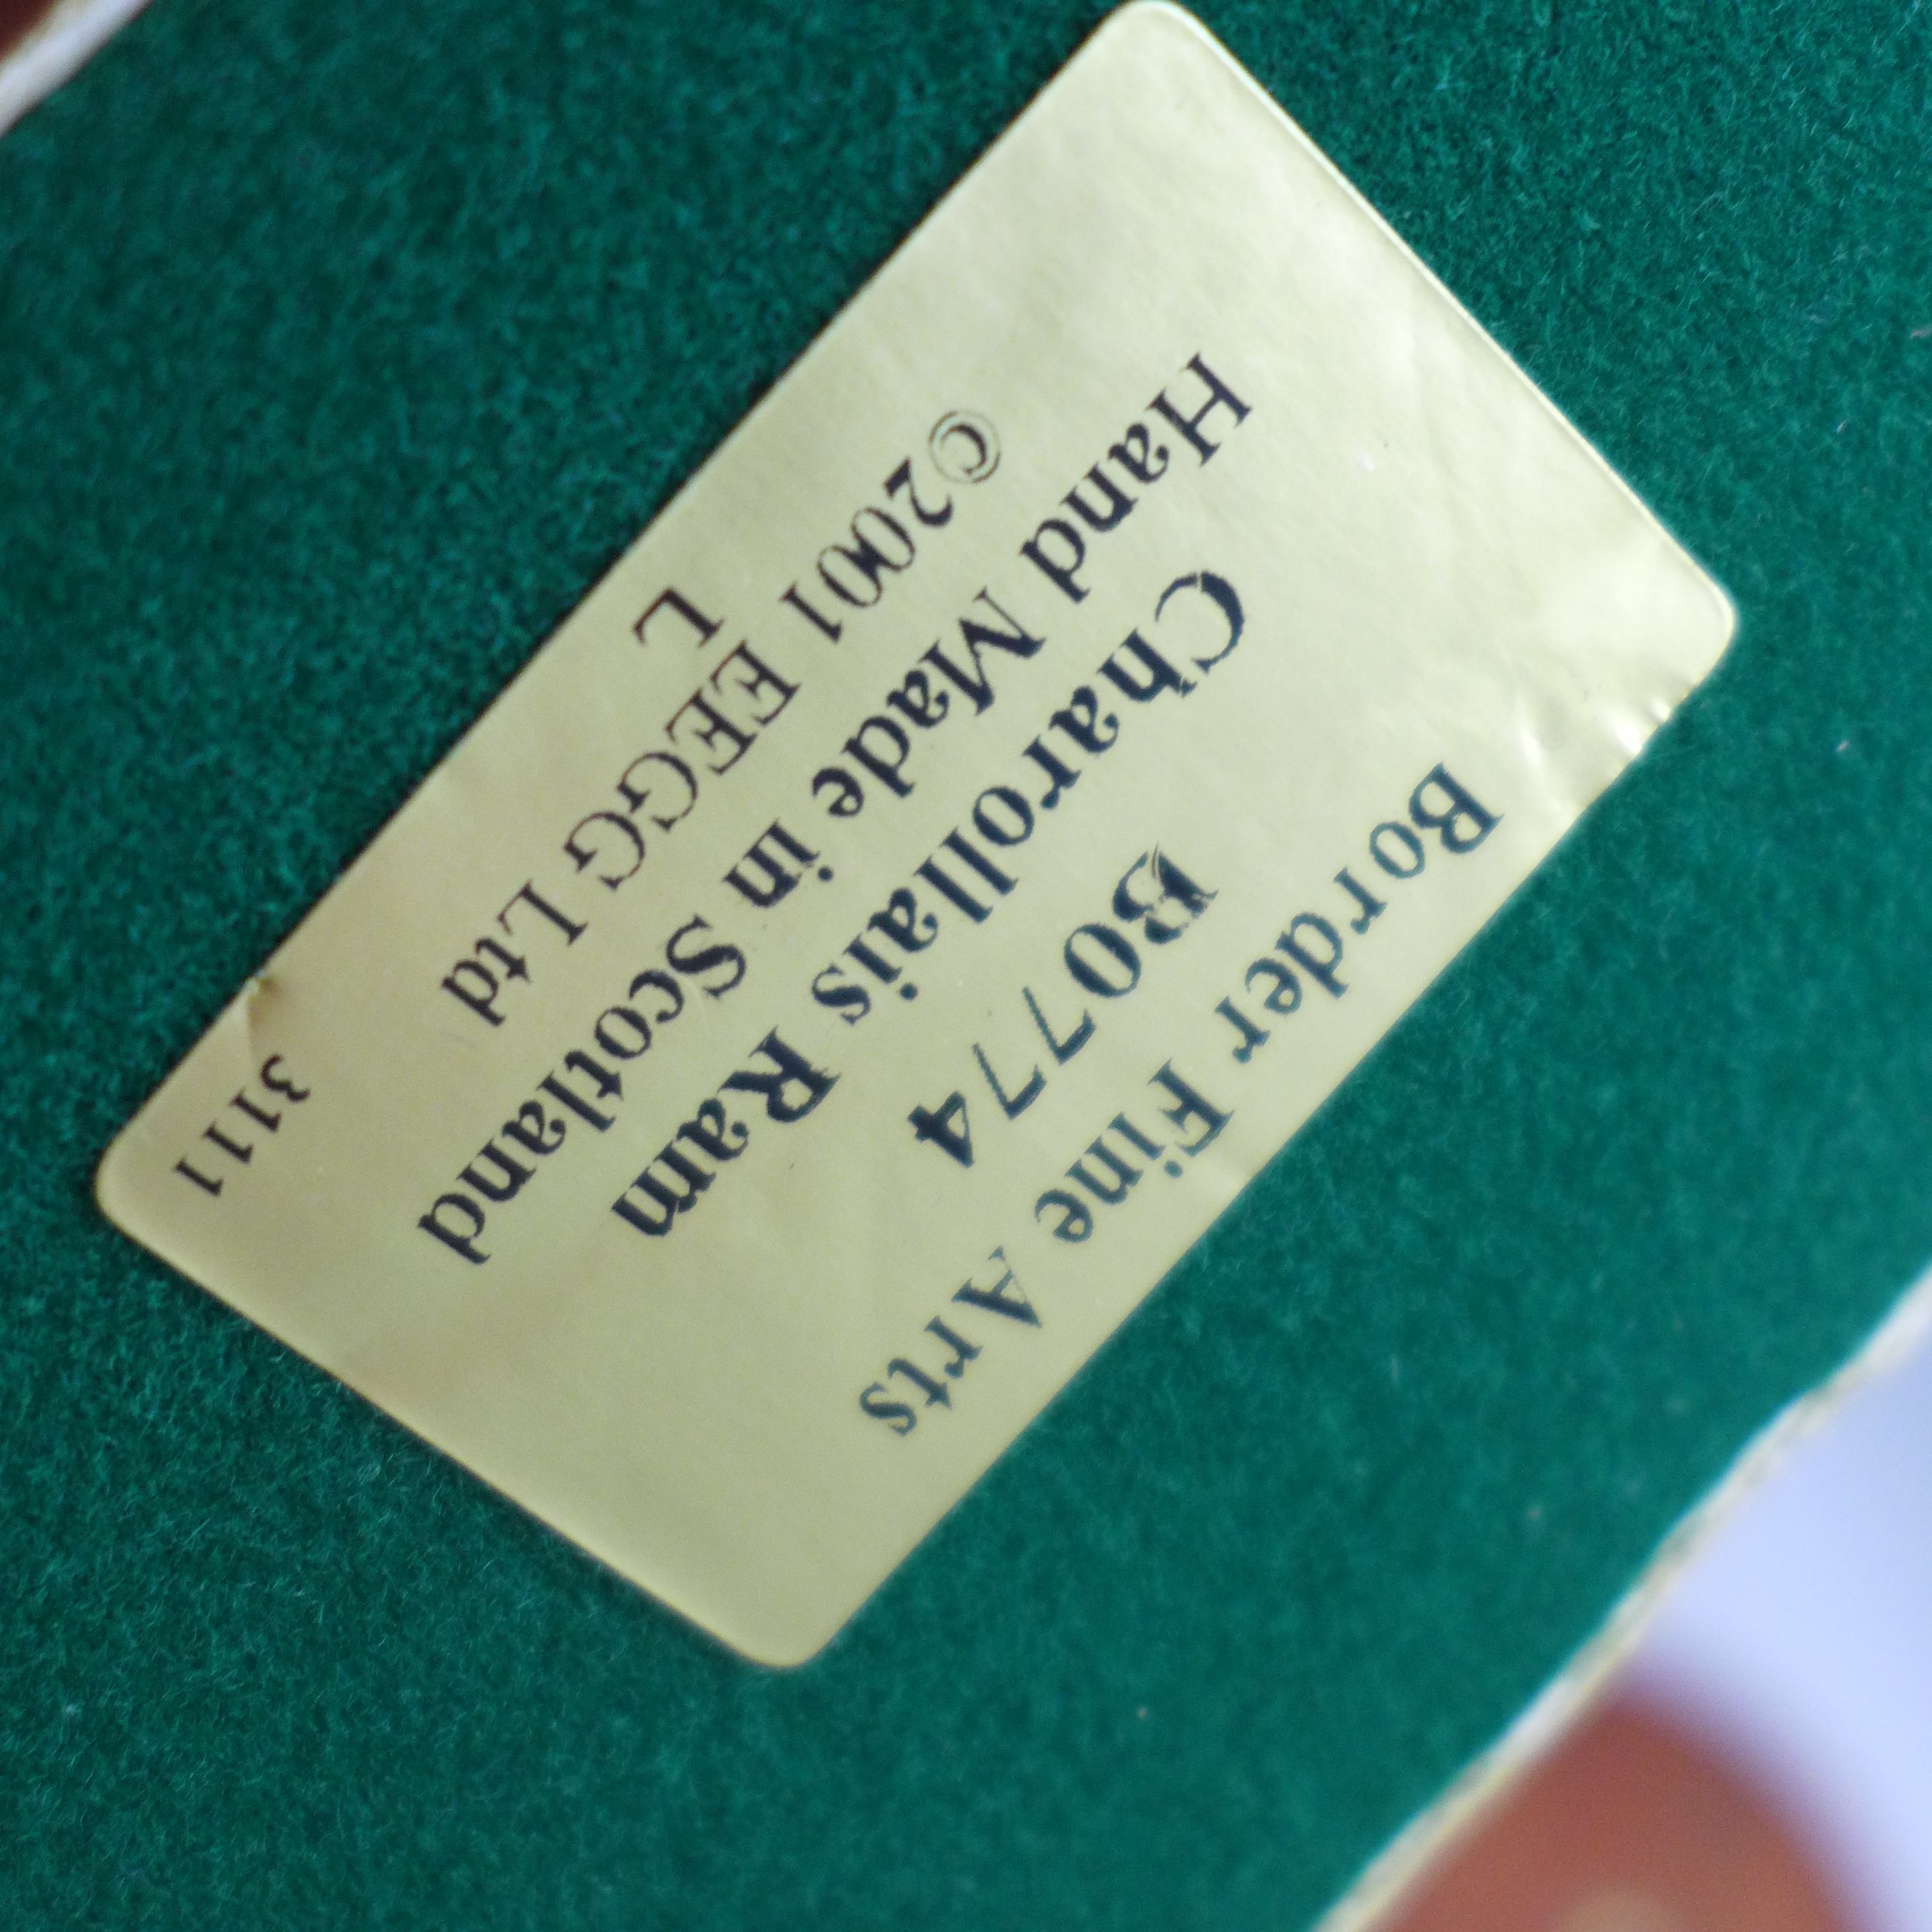 Border Fine Arts
B0774
Charollais Ram
Hand Made in Scotland
©2001 EEGG Ltd
L
3111